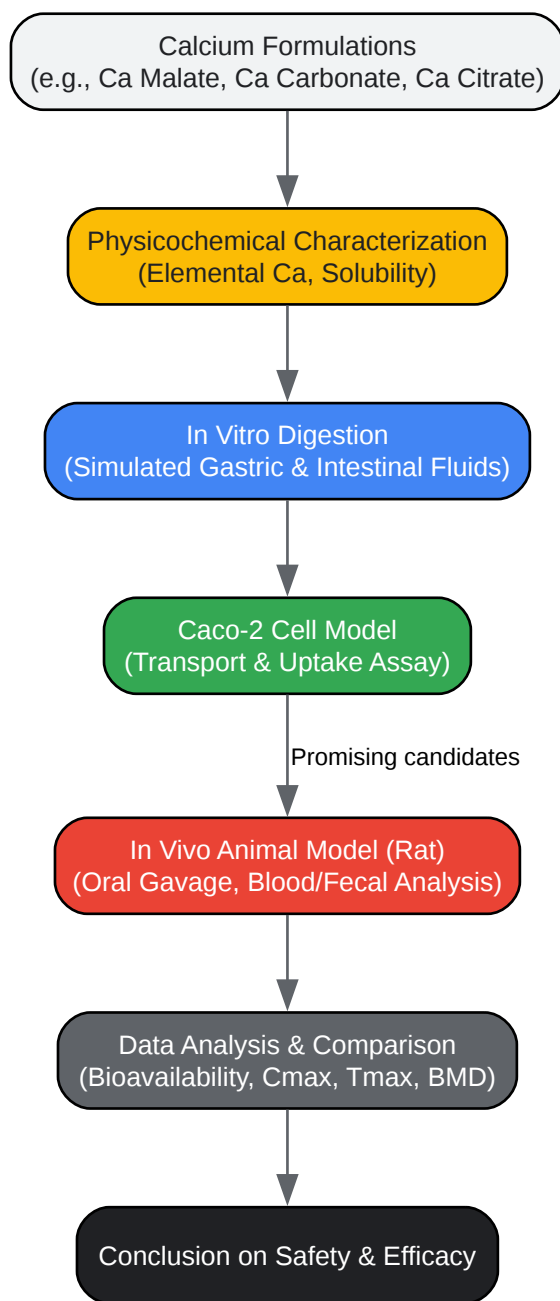 Calcium Formulations
(e.g., Ca Malate, Ca Carbonate, Ca Citrate)
Physicochemical Characterization
(Elemental Ca, Solubility)
In Vitro Digestion
(Simulated Gastric & Intestinal Fluids)
Caco-2 Cell Model
(Transport & Uptake Assay)
Promising candidates
In Vivo Animal Model (Rat)
(Oral Gavage, Blood/Fecal Analysis)
Data Analysis & Comparison
(Bioavailability, Cmax, Tmax, BMD)
Conclusion on Safety & Efficacy